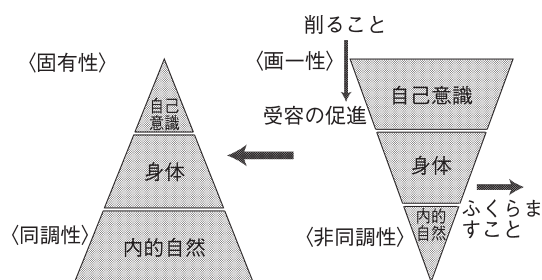 削ること
〈固有性〉
〈画一性〉
自己
意識
自己意識
受容の促進
身体
身体
内的
自然
ふくらま
すこと
〈同調性〉
内的自然
〈非同調性〉